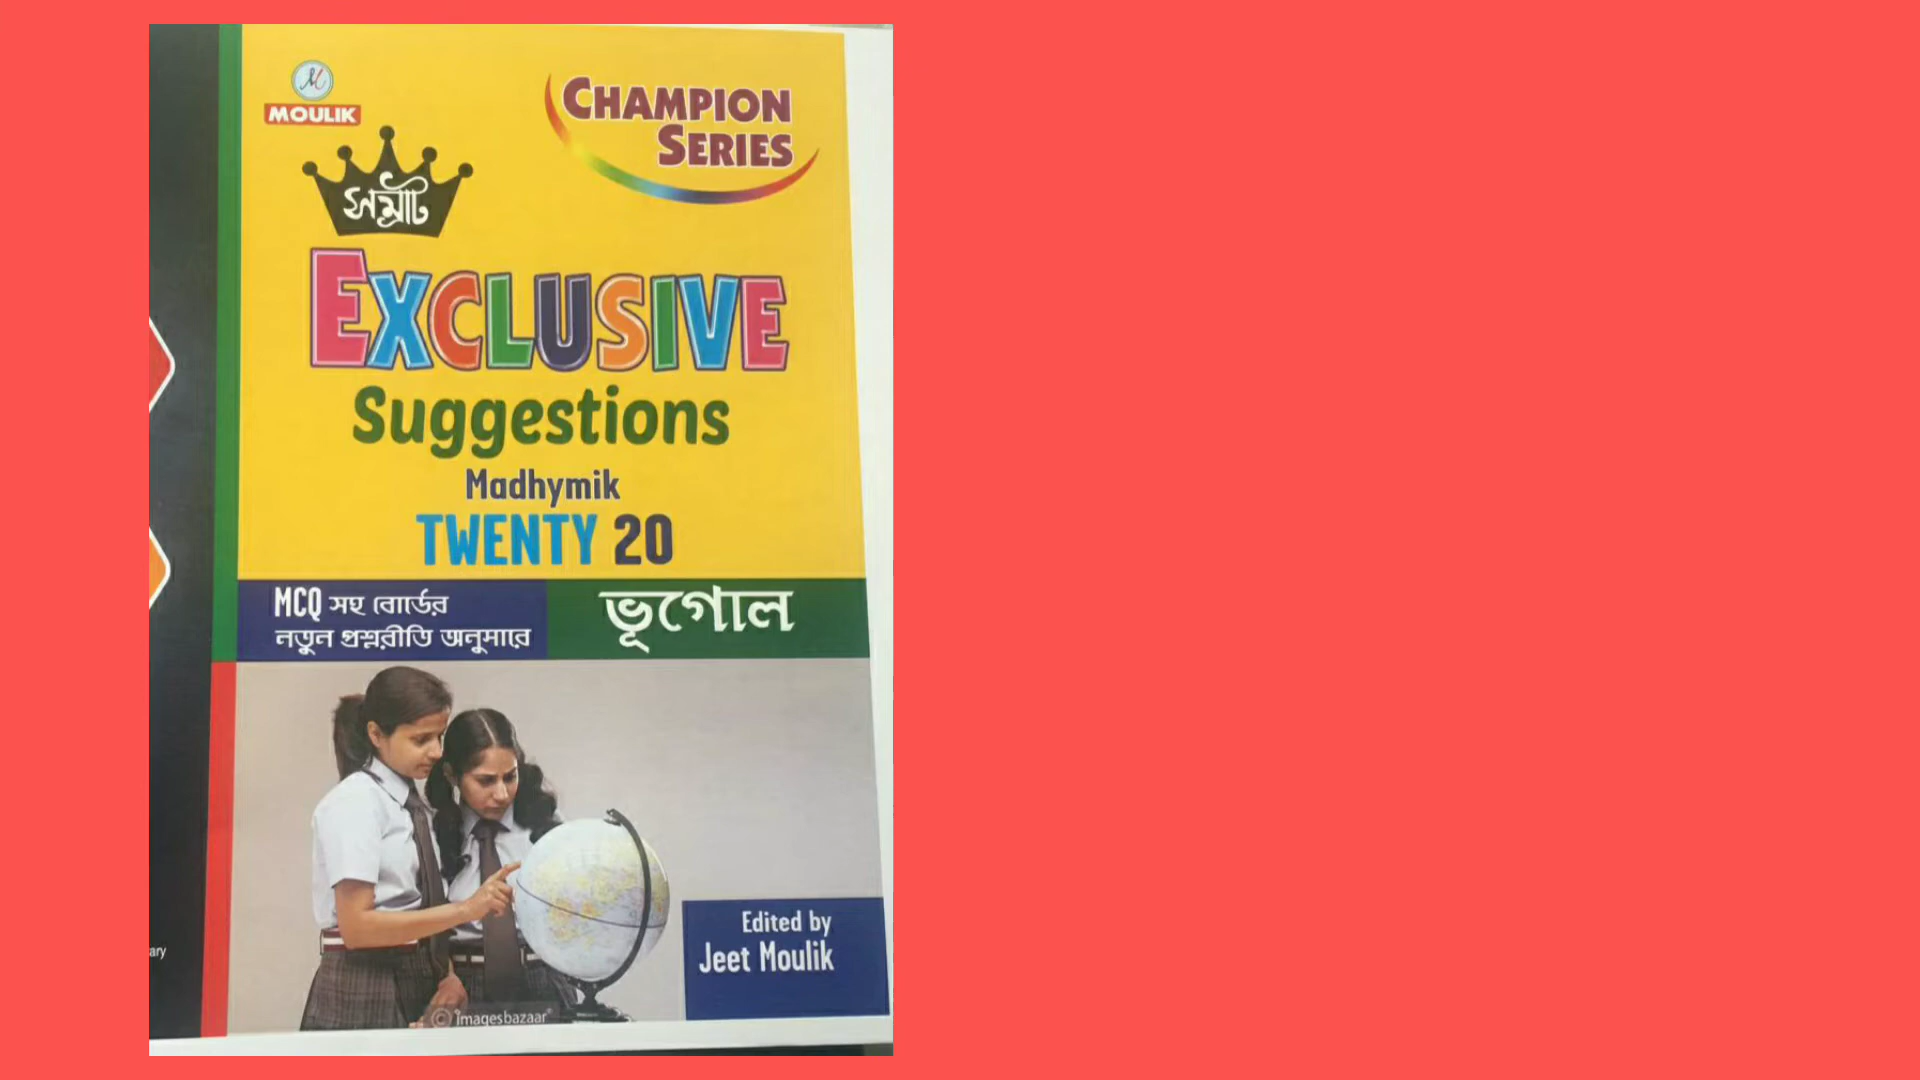 MOULIK
CHAMPION
SERIES
সম্রাট
EXCLUSIVE
Suggestions
Madhymik
TWENTY 20
MCQ সহ বোর্ডের
নতুন প্রশ্নরীতি অনুসারে
ভূগোল
Edited by
Jeet Moulik
© imagesbazaar